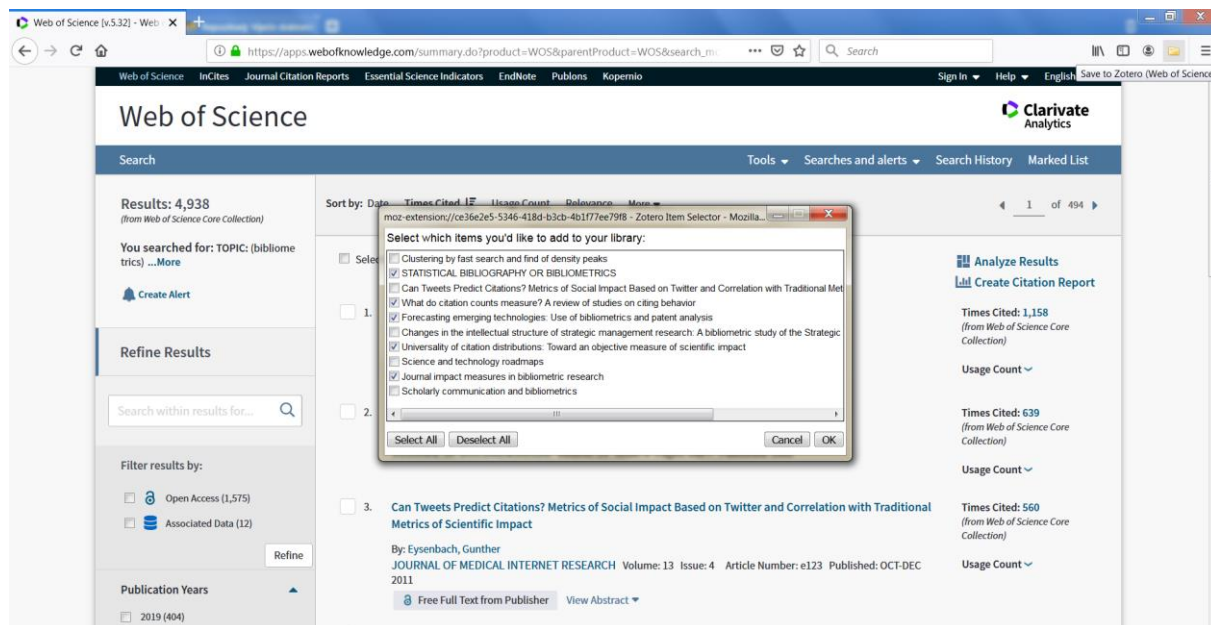 Web of Science [v.5.32] - Web
https://apps.webofknowledge.com/summary.do?product=WOS&parentProduct=WOS&search_m
Search
Save to Zotero (Web of Science
Web of Science InCites Journal Citation Reports Essential Science Indicators EndNote Publons Kopernio
Sign In Help English
Web of Science
Clarivate
Analytics
Search
Tools Searches and alerts Search History Marked List
Results: 4,938
(from Web of Science Core Collection)
You searched for: TOPIC: (bibliome
trics) ...More
Create Alert
Refine Results
Search within results for...
Filter results by:
Open Access (1,575)
Associated Data (12)
Refine
Publication Years
2019 (404)
Sort by: Date Times Cited Usage Count Relevance More
1 of 494
moz-extension://ce36e2e5-5346-418d-b3cb-4b1f77ee79f8 - Zotero Item Selector - Mozilla...
Select which items you'd like to add to your library:
Clustering by fast search and find of density peaks
STATISTICAL BIBLIOGRAPHY OR BIBLIOMETRICS
Can Tweets Predict Citations? Metrics of Social Impact Based on Twitter and Correlation with Traditional Met
What do citation counts measure? A review of studies on citing behavior
Forecasting emerging technologies: Use of bibliometrics and patent analysis
Changes in the intellectual structure of strategic management research: A bibliometric study of the Strategic
Universality of citation distributions: Toward an objective measure of scientific impact
Science and technology roadmaps
Journal impact measures in bibliometric research
Scholarly communication and bibliometrics
Select All Deselect All Cancel OK
Selec
1.
2.
3. Can Tweets Predict Citations? Metrics of Social Impact Based on Twitter and Correlation with Traditional
Metrics of Scientific Impact
By: Eysenbach, Gunther
JOURNAL OF MEDICAL INTERNET RESEARCH Volume: 13 Issue: 4 Article Number: e123 Published: OCT-DEC
2011
Free Full Text from Publisher View Abstract
Analyze Results
Create Citation Report
Times Cited: 1,158
(from Web of Science Core
Collection)
Usage Count
Times Cited: 639
(from Web of Science Core
Collection)
Usage Count
Times Cited: 560
(from Web of Science Core
Collection)
Usage Count